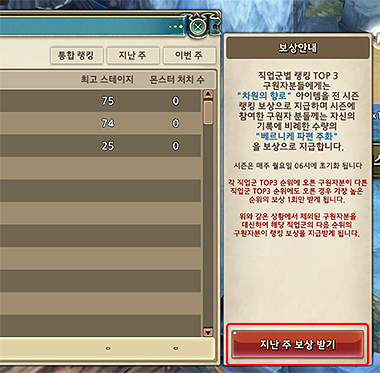 통합 랭킹 지난 주 이번 주
최고 스테이지 몬스터 처치 수
75 0
74 0
25 0
보상안내
직업군별 랭킹 TOP 3
구원자분들에게는
"차원의 향로" 아이템을 전 시즌
랭킹 보상으로 지급하며 시즌에
참여한 구원자 분들께는 자신의
기록에 비례한 수량의
"베르니케 파편 주화"
을 보상으로 지급합니다.
시즌은 매주 월요일 06시에 초기화 됩니다
각 직업군 TOP3 순위에 오른 구원자분이 다른
직업군 TOP3 순위에도 오른 경우 가장 높은
순위의 보상 1회만 받게 됩니다.
위와 같은 상황에서 제외된 구원자분을
대신하여 해당 직업군의 다음 순위의
구원자분이 랭킹 보상을 지급받게 됩니다.
지난 주 보상 받기